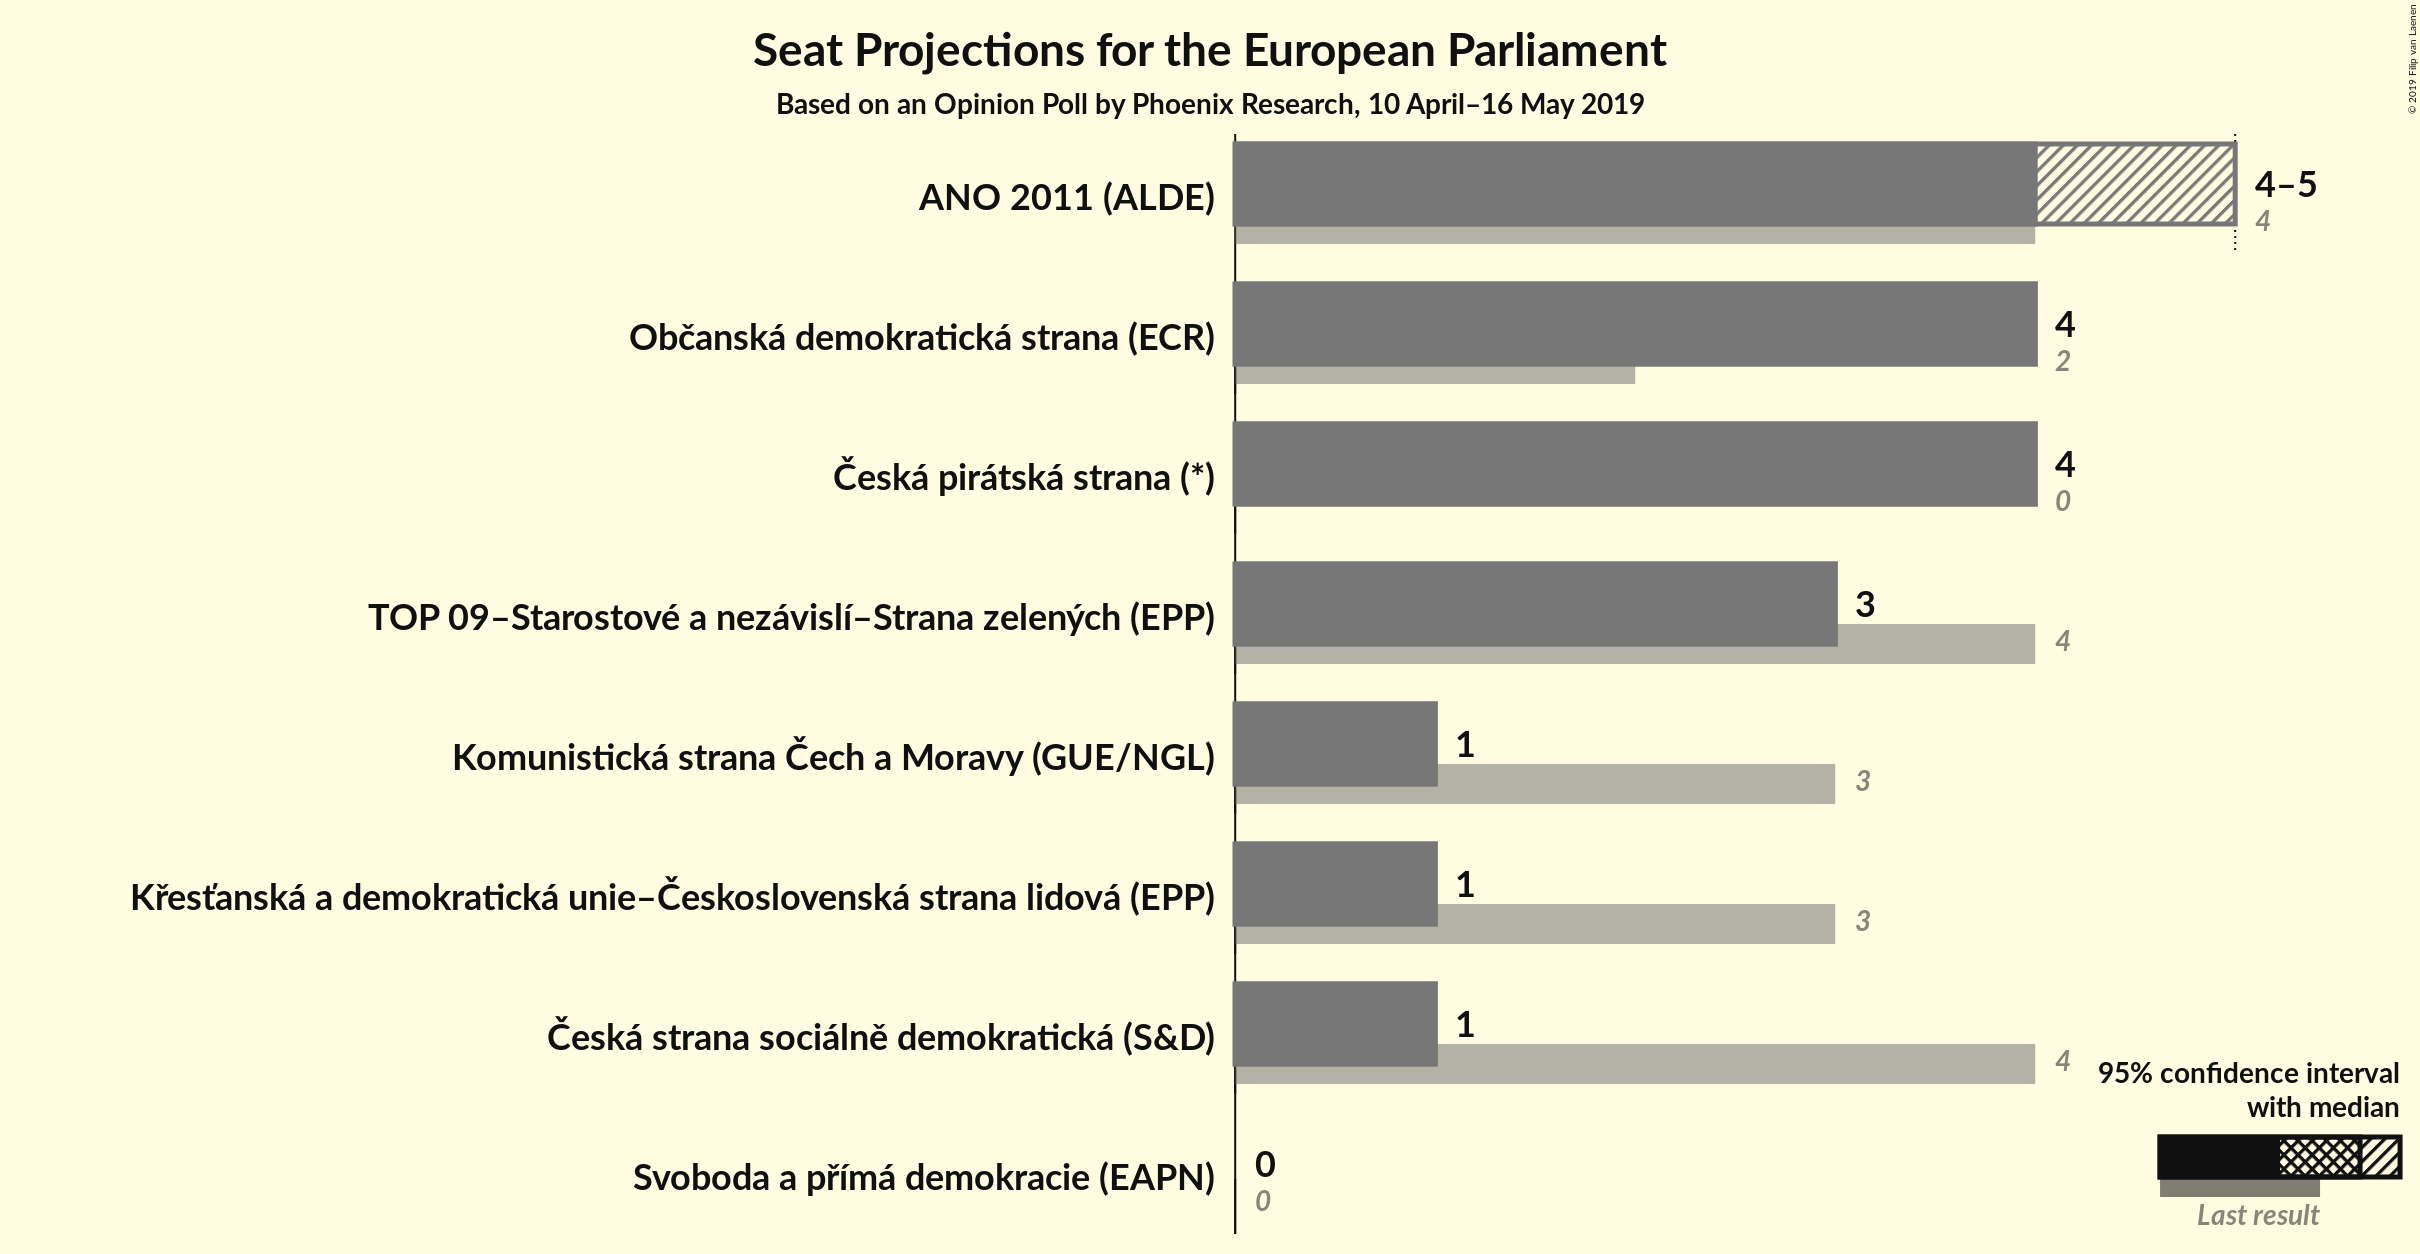 Seat Projections for the European Parliament
Based on an Opinion Poll by Phoenix Research, 10 April–16 May 2019
© 2019 Filip van Laenen
ANO 2011 (ALDE)
4–5
4
Občanská demokratická strana (ECR)
4
2
Česká pirátská strana (*)
4
0
TOP 09–Starostové a nezávislí–Strana zelených (EPP)
3
4
Komunistická strana Čech a Moravy (GUE/NGL)
1
3
Křesťanská a demokratická unie–Československá strana lidová (EPP)
1
3
Česká strana sociálně demokratická (S&D)
1
4
Svoboda a přímá demokracie (EAPN)
0
0
95% confidence interval
with median
Last result